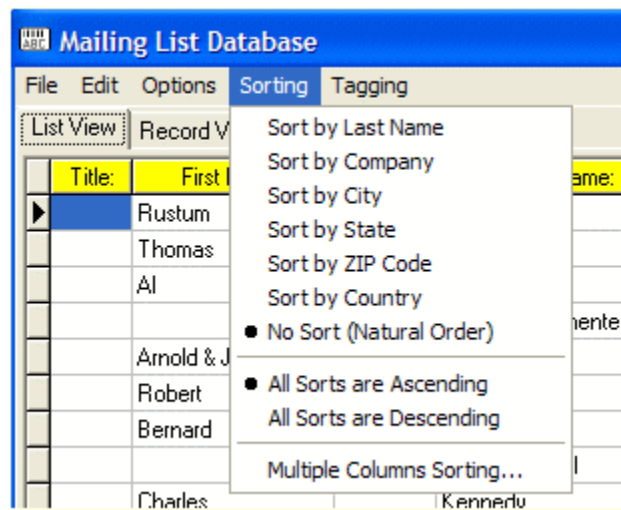 Mailing List Database
File Edit Options Sorting Tagging
List View Record V
Sort by Last Name
Sort by Company
Sort by City
Sort by State
Sort by ZIP Code
Sort by Country
No Sort (Natural Order)
All Sorts are Ascending
All Sorts are Descending
Multiple Columns Sorting...
Title: First ame:
Rustum
Thomas
Al
nente
Arnold & J
Robert
Bernard
Charles Kennedy